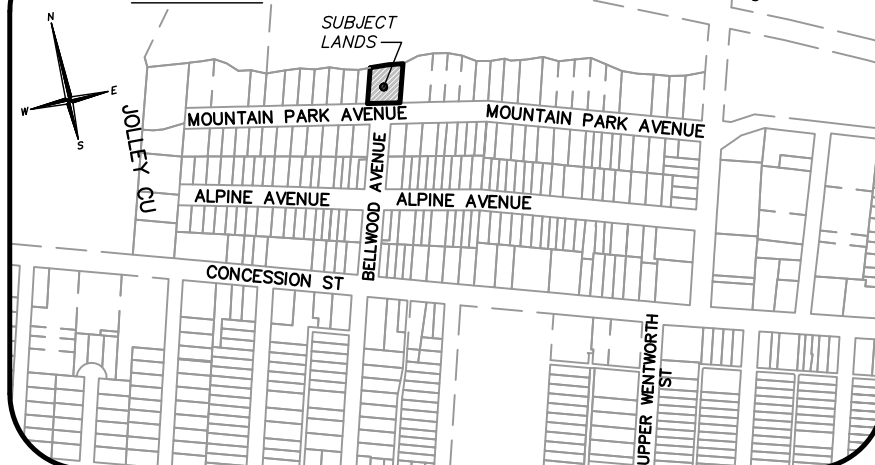 SUBJECT
LANDS
N
E
W
S
JOLLEY CU
MOUNTAIN PARK AVENUE
MOUNTAIN PARK AVENUE
BELLWOOD AVENUE
ALPINE AVENUE
ALPINE AVENUE
CONCESSION ST
UPPER WENTWORTH
ST